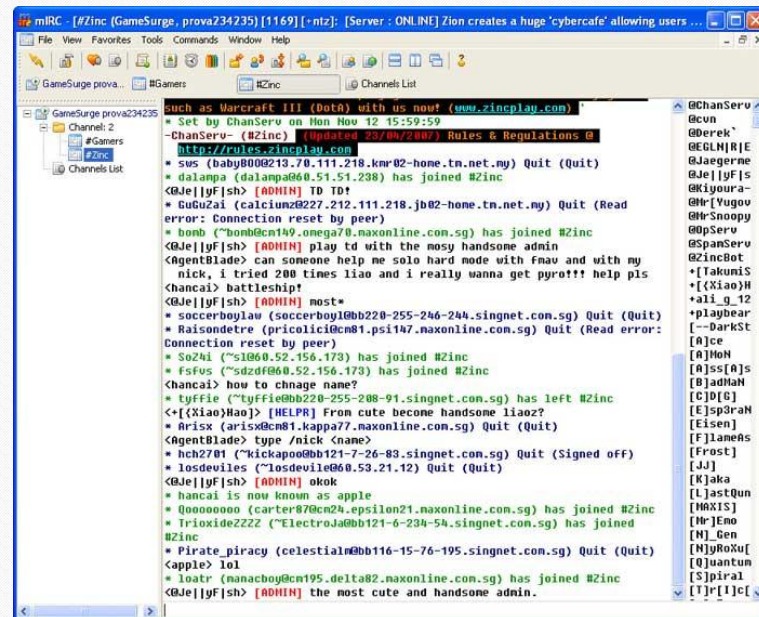 mIRC - [#Zinc (GameSurge, prova234235) [1169] [+ntz]: [Server : ONLINE] Zion creates a huge 'cybercafe' allowing users ...
File View Favorites Tools Commands Window Help
GameSurge prova... #Gamers #Zinc Channels List
GameSurge prova234235
Channel: 2
#Gamers
#Zinc
Channels List
such as Warcraft III (DotA) with us now! (www.zincplay.com) '
* Set by ChanServ on Mon Nov 12 15:59:59
-ChanServ- (#Zinc) (Updated 23/04/2007) Rules & Regulations @
http://rules.zincplay.com
* sws (babyBOO@213.70.111.218.kmr02-home.tm.net.my) Quit (Quit)
* dalampa (dalampa@60.51.51.238) has joined #Zinc
<@Je||yF|sh> [ADMIN] TD TD!
* GuGuZai (calciumz@227.212.111.218.jb02-home.tm.net.my) Quit (Read
error: Connection reset by peer)
* bomb (~bomb@cm149.omega70.maxonline.com.sg) has joined #Zinc
<@Je||yF|sh> [ADMIN] play td with the mosy handsome admin
<AgentBlade> can someone help me solo hard mode with fmav and with my
nick, i tried 200 times liao and i really wanna get pyro!!! help pls
<hancai> battleship!
<@Je||yF|sh> [ADMIN] most*
* soccerboylaw (soccerboyl@bb220-255-246-244.singnet.com.sg) Quit (Quit)
* Raisondetre (pricolici@cm81.psi147.maxonline.com.sg) Quit (Read error:
Connection reset by peer)
* So24i (~sl@60.52.156.173) has joined #Zinc
* fsfvs (~sdzdf@60.52.156.173) has joined #Zinc
<hancai> how to chnage name?
* tyffie (~tyffie@bb220-255-208-91.singnet.com.sg) has left #Zinc
<+[{Xiao}Hao]> [HELPR] From cute become handsome liaoz?
* Arisx (arisx@cm81.kappa77.maxonline.com.sg) Quit (Quit)
<AgentBlade> type /nick <name>
* hch2701 (~kickapoo@bb121-7-26-83.singnet.com.sg) Quit (Signed off)
* losdeviles (~losdevile@60.53.21.12) Quit (Quit)
<@Je||yF|sh> [ADMIN] okok
* hancai is now known as apple
* Qoooooooo (carter87@cm24.epsilon21.maxonline.com.sg) has joined #Zinc
* TrioxideZZZZ (~ElectroJa@bb121-6-234-54.singnet.com.sg) has joined
#Zinc
* Pirate_piracy (celestialm@bb116-15-76-195.singnet.com.sg) Quit (Quit)
<apple> lol
* loatr (manacboy@cm195.delta82.maxonline.com.sg) has joined #Zinc
<@Je||yF|sh> [ADMIN] the most cute and handsome admin.
@ChanServ
@cvn
@Derek`
@EGLN|R|E
@Jaegerme
@Je||yF|s
@Kiyoura-
@Mr[Yugov
@MrSnoopy
@OpServ
@SpamServ
@ZincBot
+[TakumiS
+[{Xiao}H
+ali_g_12
+playbear
[--DarkSt
[A]ce
[A]MoN
[A]ss[A]s
[B]adMaN
[C]D[G]
[E]sp3raN
[Eisen]
[F]lameAs
[Frost]
[JJ]
[K]aka
[L]astQun
[MAXIS]
[Mr]Emo
[N]_Gen
[N]yRoXu[
[Q]uantum
[S]piral
[T]r[I]c[